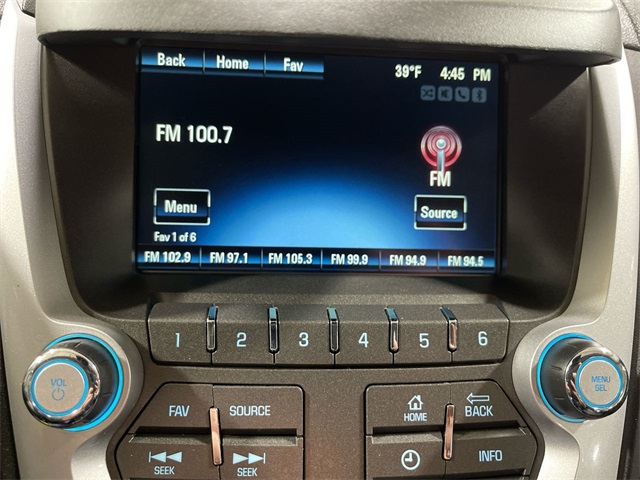 Back Home Fav
39°F 4:45 PM
FM 100.7
FM
Menu
Source
Fav 1 of 6
FM 102.9 FM 97.1 FM 105.3 FM 99.9 FM 94.9 FM 94.5
1 2 3 4 5 6
VOL
MENU
SEL
FAV SOURCE
HOME
BACK
SEEK SEEK
INFO